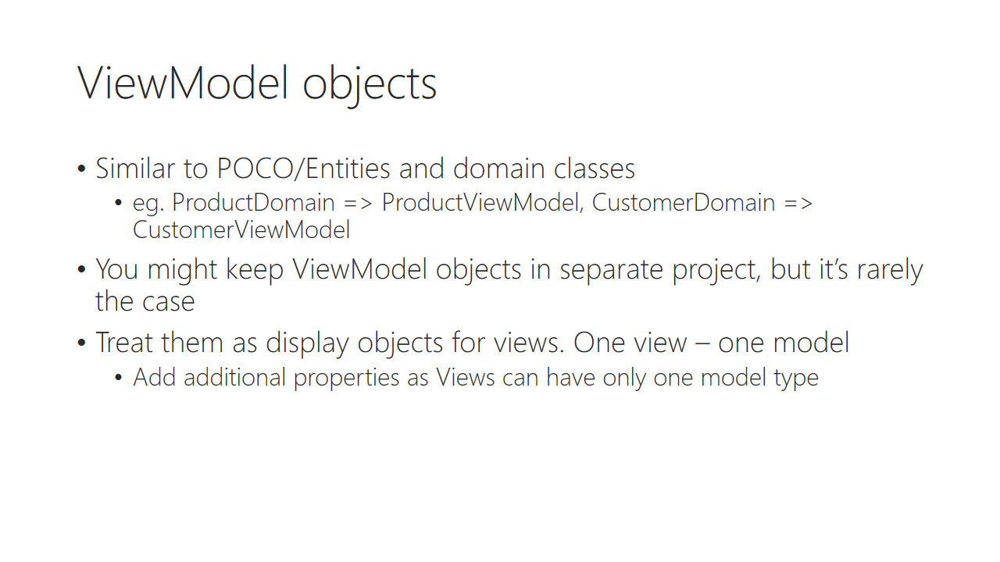 ViewModel objects
• Similar to POCO/Entities and domain classes
• eg. ProductDomain => ProductViewModel, CustomerDomain =>
CustomerViewModel
• You might keep ViewModel objects in separate project, but it’s rarely
the case
• Treat them as display objects for views. One view – one model
• Add additional properties as Views can have only one model type